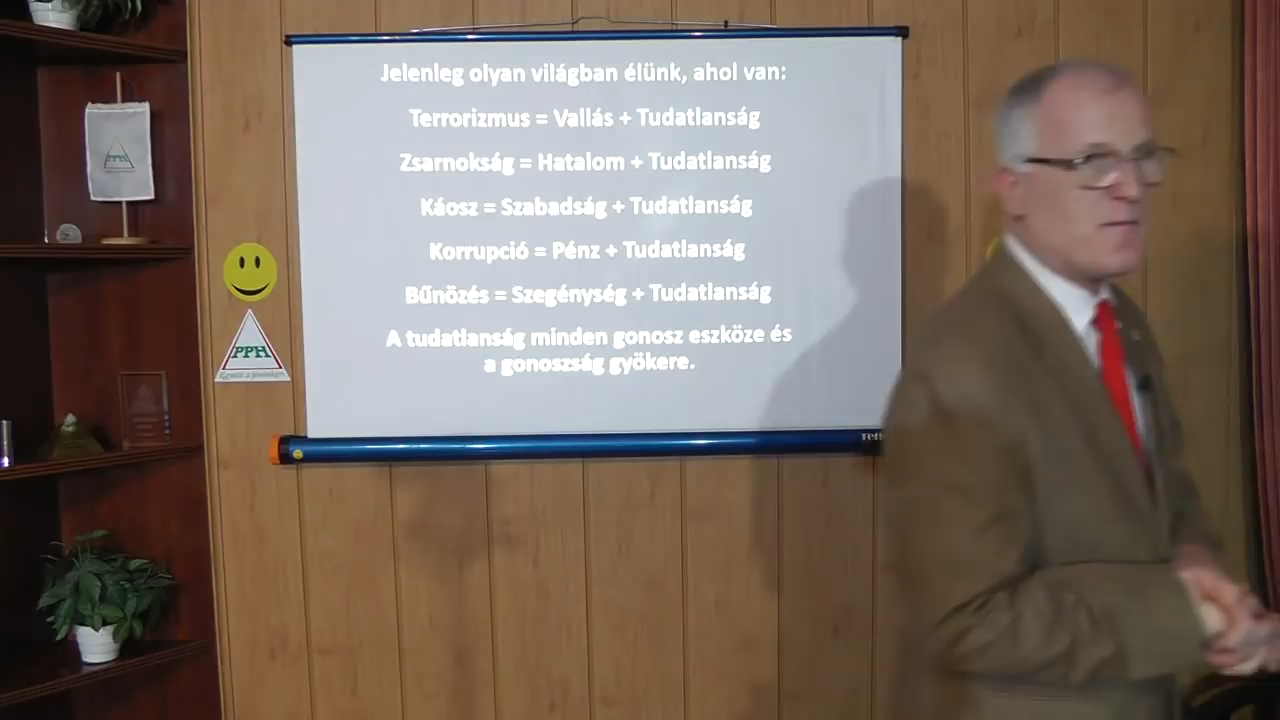 Jelenleg olyan világban élünk, ahol van:
Terrorizmus = Vallás + Tudatlanság
Zsarnokság = Hatalom + Tudatlanság
Káosz = Szabadság + Tudatlanság
Korrupció = Pénz + Tudatlanság
Bűnözés = Szegénység + Tudatlanság
A tudatlanság minden gonosz eszköze és
a gonoszság gyökere.
PPH
PPH